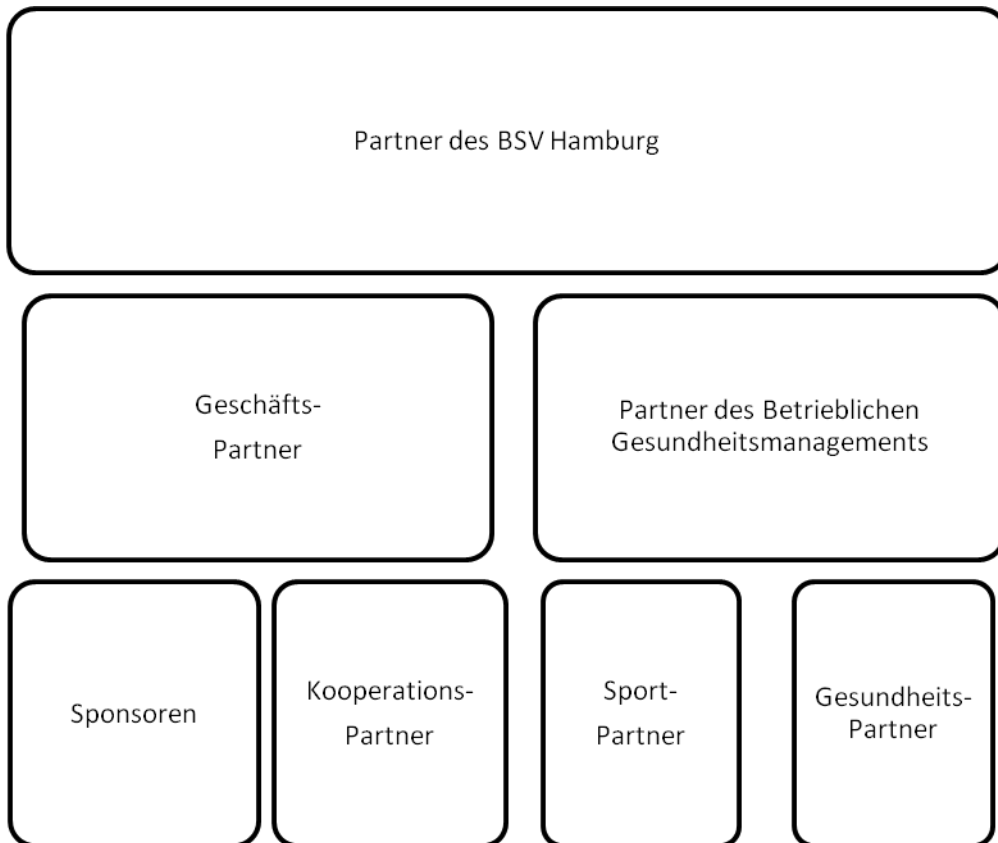 Partner des BSV Hamburg
Geschäfts-
Partner
Partner des Betrieblichen
Gesundheitsmanagements
Sponsoren
Kooperations-
Partner
Sport-
Partner
Gesundheits-
Partner